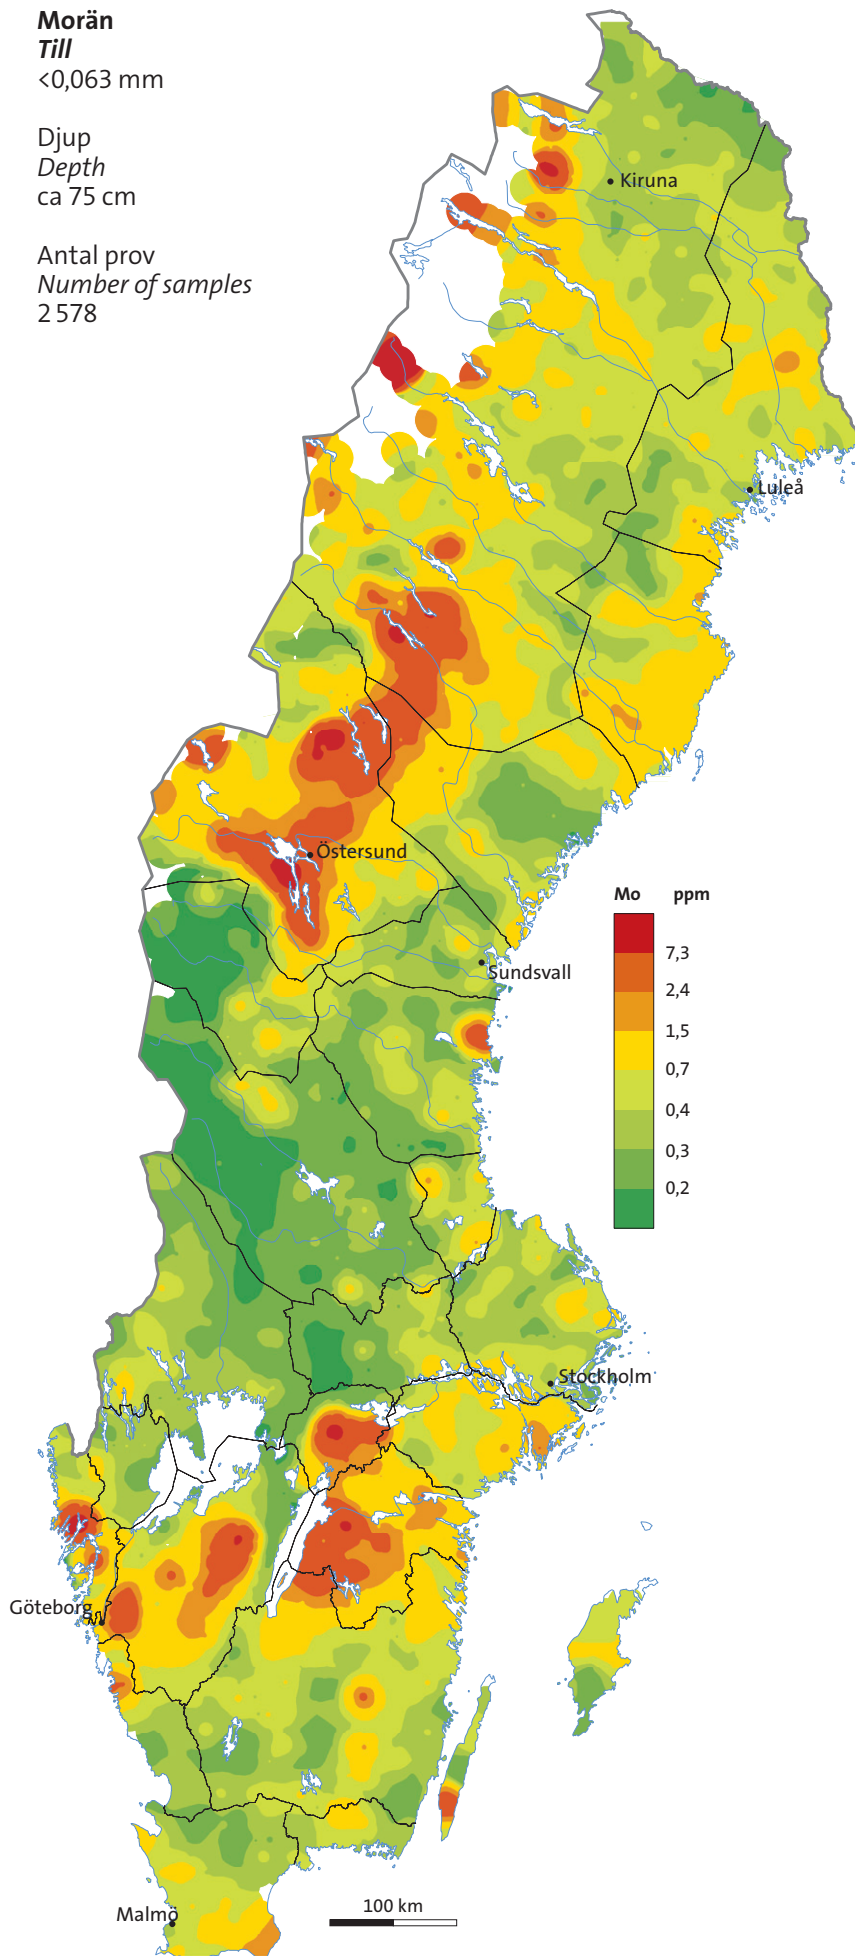 Morän
Till
<0,063 mm
Djup
Depth
ca 75 cm
Antal prov
Number of samples
2 578
Kiruna
Luleå
Östersund
Mo ppm
7,3
2,4
1,5
0,7
0,4
0,3
0,2
Sundsvall
Stockholm
Göteborg
Malmö
100 km